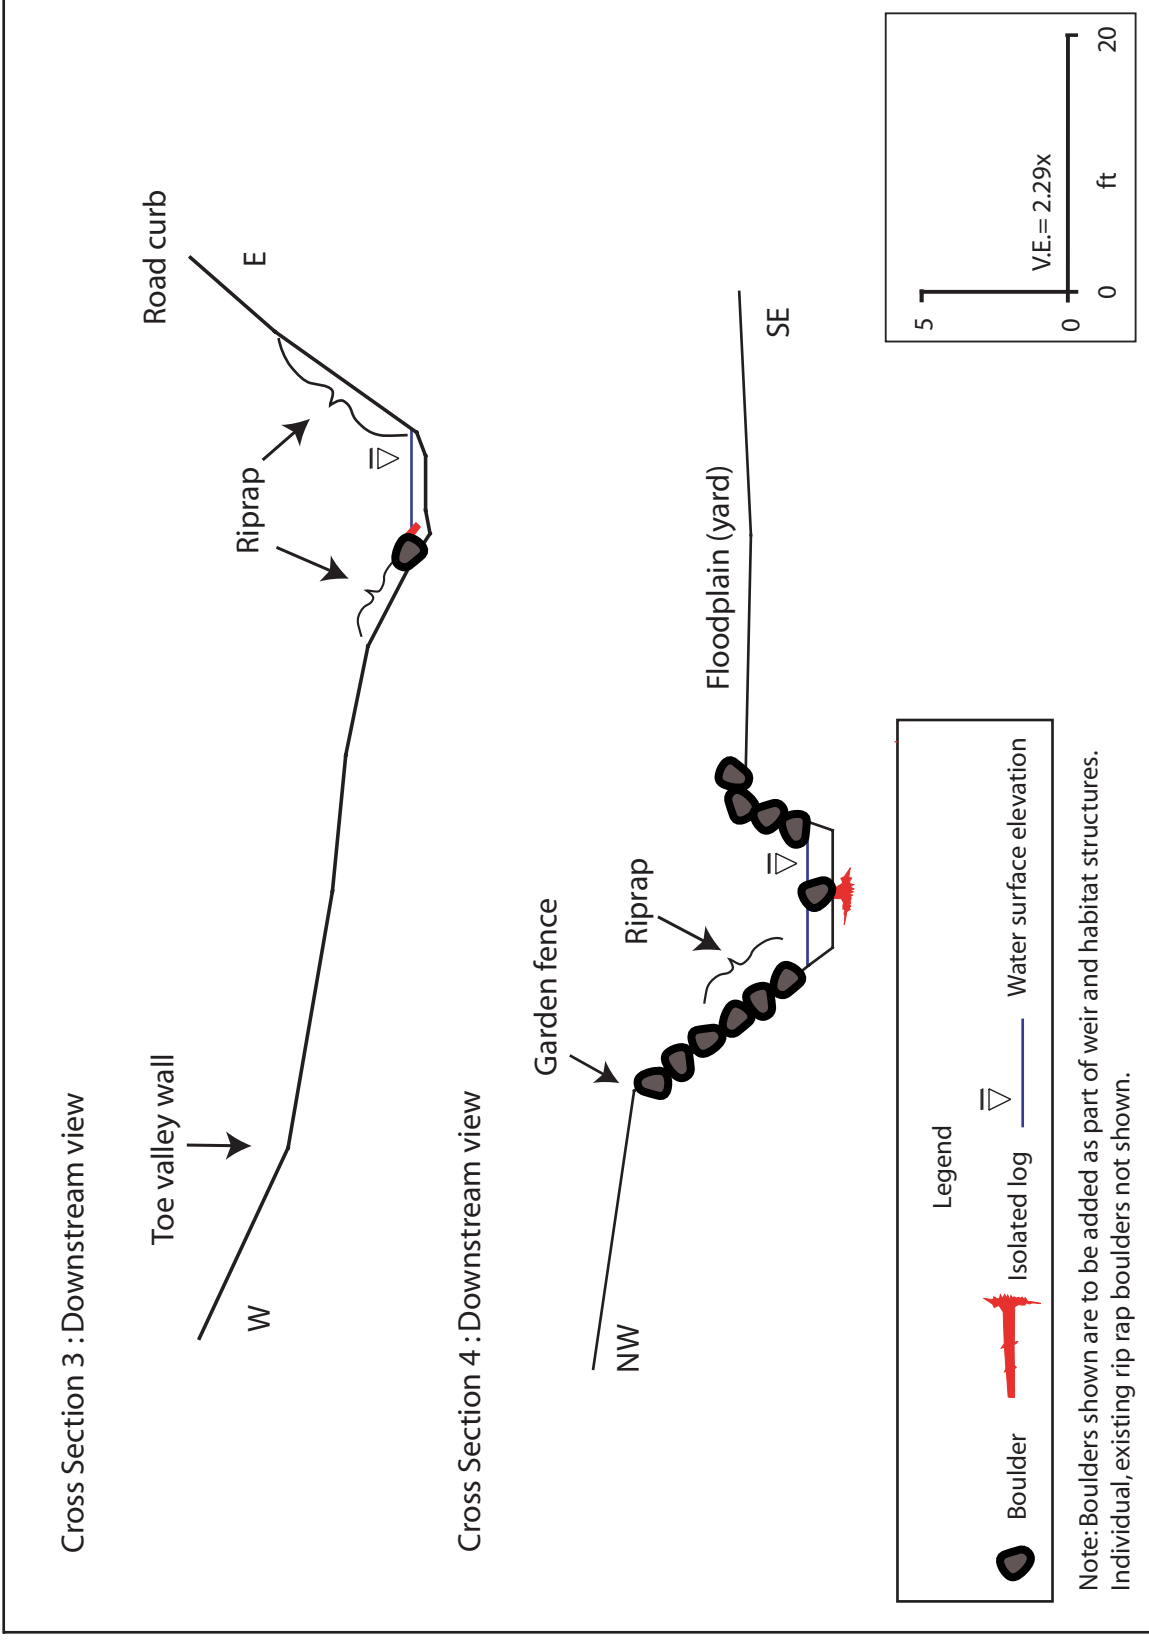 Cross Section 3 : Downstream view
Toe valley wall
Road curb
Riprap
W
E
Cross Section 4 : Downstream view
Garden fence
Riprap
Floodplain (yard)
NW
SE
Legend
Boulder
Isolated log
Water surface elevation
5
V.E.= 2.29x
0
0
ft
20
Note: Boulders shown are to be added as part of weir and habitat structures.
Individual, existing rip rap boulders not shown.